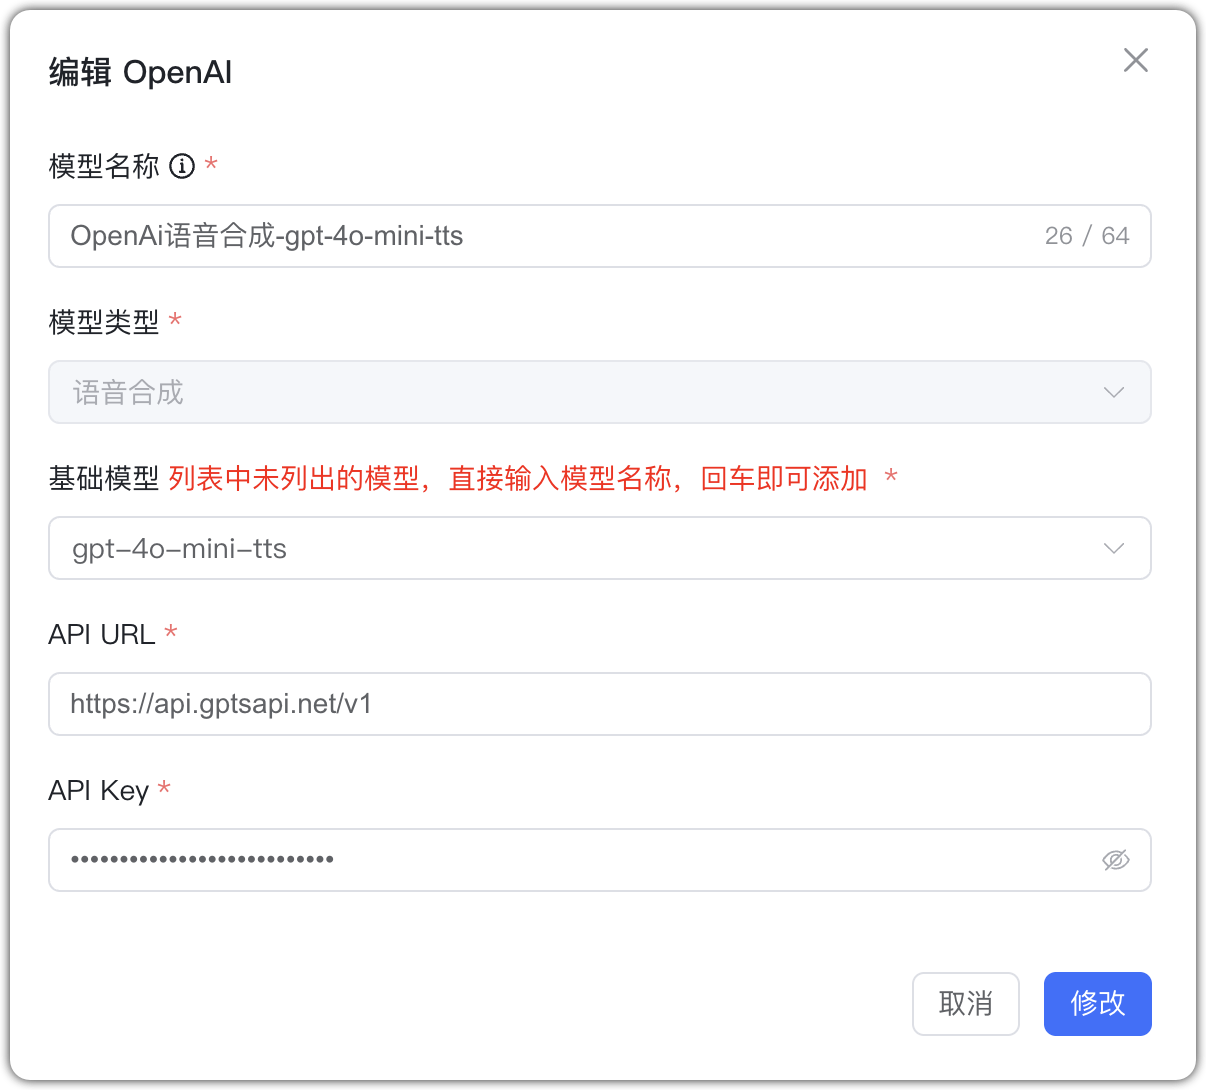 编辑 OpenAI
模型名称 *
OpenAi语音合成-gpt-4o-mini-tts 26 / 64
模型类型 *
语音合成
基础模型 列表中未列出的模型，直接输入模型名称，回车即可添加 *
gpt-4o-mini-tts
API URL *
https://api.gptsapi.net/v1
API Key *
•••••••••••••••••••••••••••
取消 修改